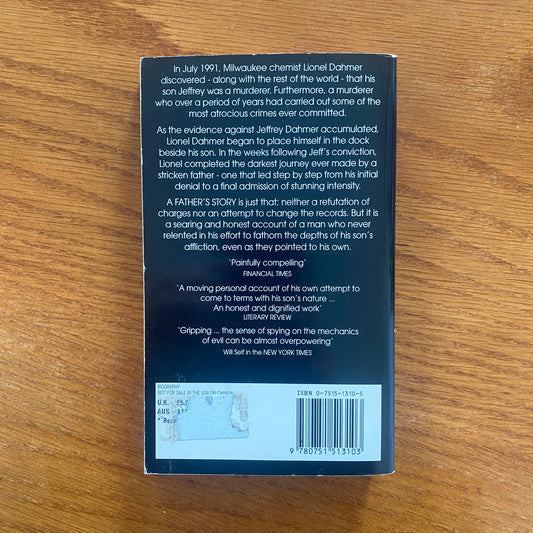 In July 1991, Milwaukee chemist Lionel Dahmer
discovered - along with the rest of the world - that his
son Jeffrey was a murderer. Furthermore, a murderer
who over a period of years had carried out some of the
most atrocious crimes ever committed.
As the evidence against Jeffrey Dahmer accumulated,
Lionel Dahmer began to place himself in the dock
beside his son. In the weeks following Jeff's conviction,
Lionel completed the darkest journey ever made by a
stricken father - one that led step by step from his initial
denial to a final admission of stunning intensity.
A FATHER'S STORY is just that; neither a refutation of
charges nor an attempt to change the records. But it is
a searing and honest account of a man who never
relented in his effort to fathom the depths of his son's
affliction, even as they pointed to his own.
'Painfully compelling'
FINANCIAL TIMES
'A moving personal account of his own attempt to
come to terms with his son's nature ...
An honest and dignified work'
LITERARY REVIEW
'Gripping ... the sense of spying on the mechanics
of evil can be almost overpowering'
Will Self in the NEW YORK TIMES
BIOGRAPHY
NOT FOR SALE IN THE USA OR CANADA
U.K.
AUS
ISBN 0-7515-1310-5
9 780751 513103